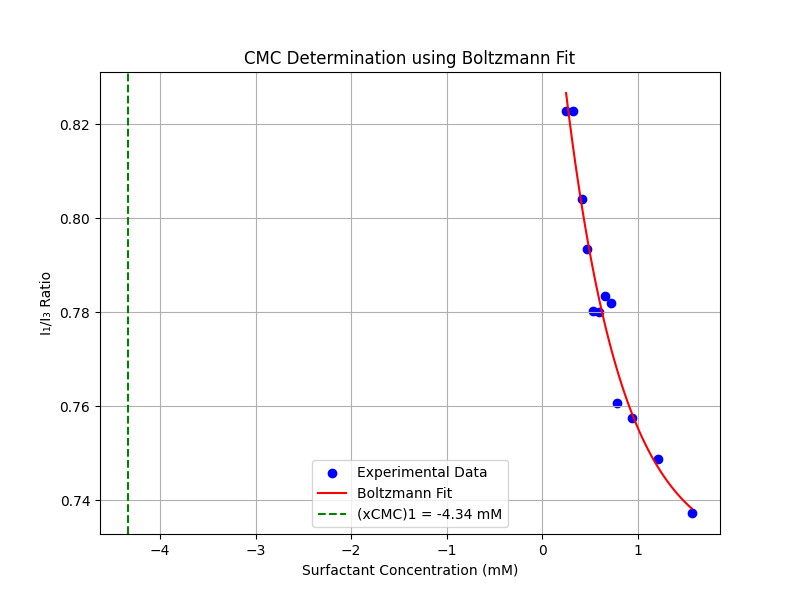 CMC Determination using Boltzmann Fit
I₁/I₃ Ratio
0.82
0.80
0.78
0.76
0.74
Experimental Data
Boltzmann Fit
(xCMC)1 = -4.34 mM
−4
−3
−2
−1
0
1
Surfactant Concentration (mM)